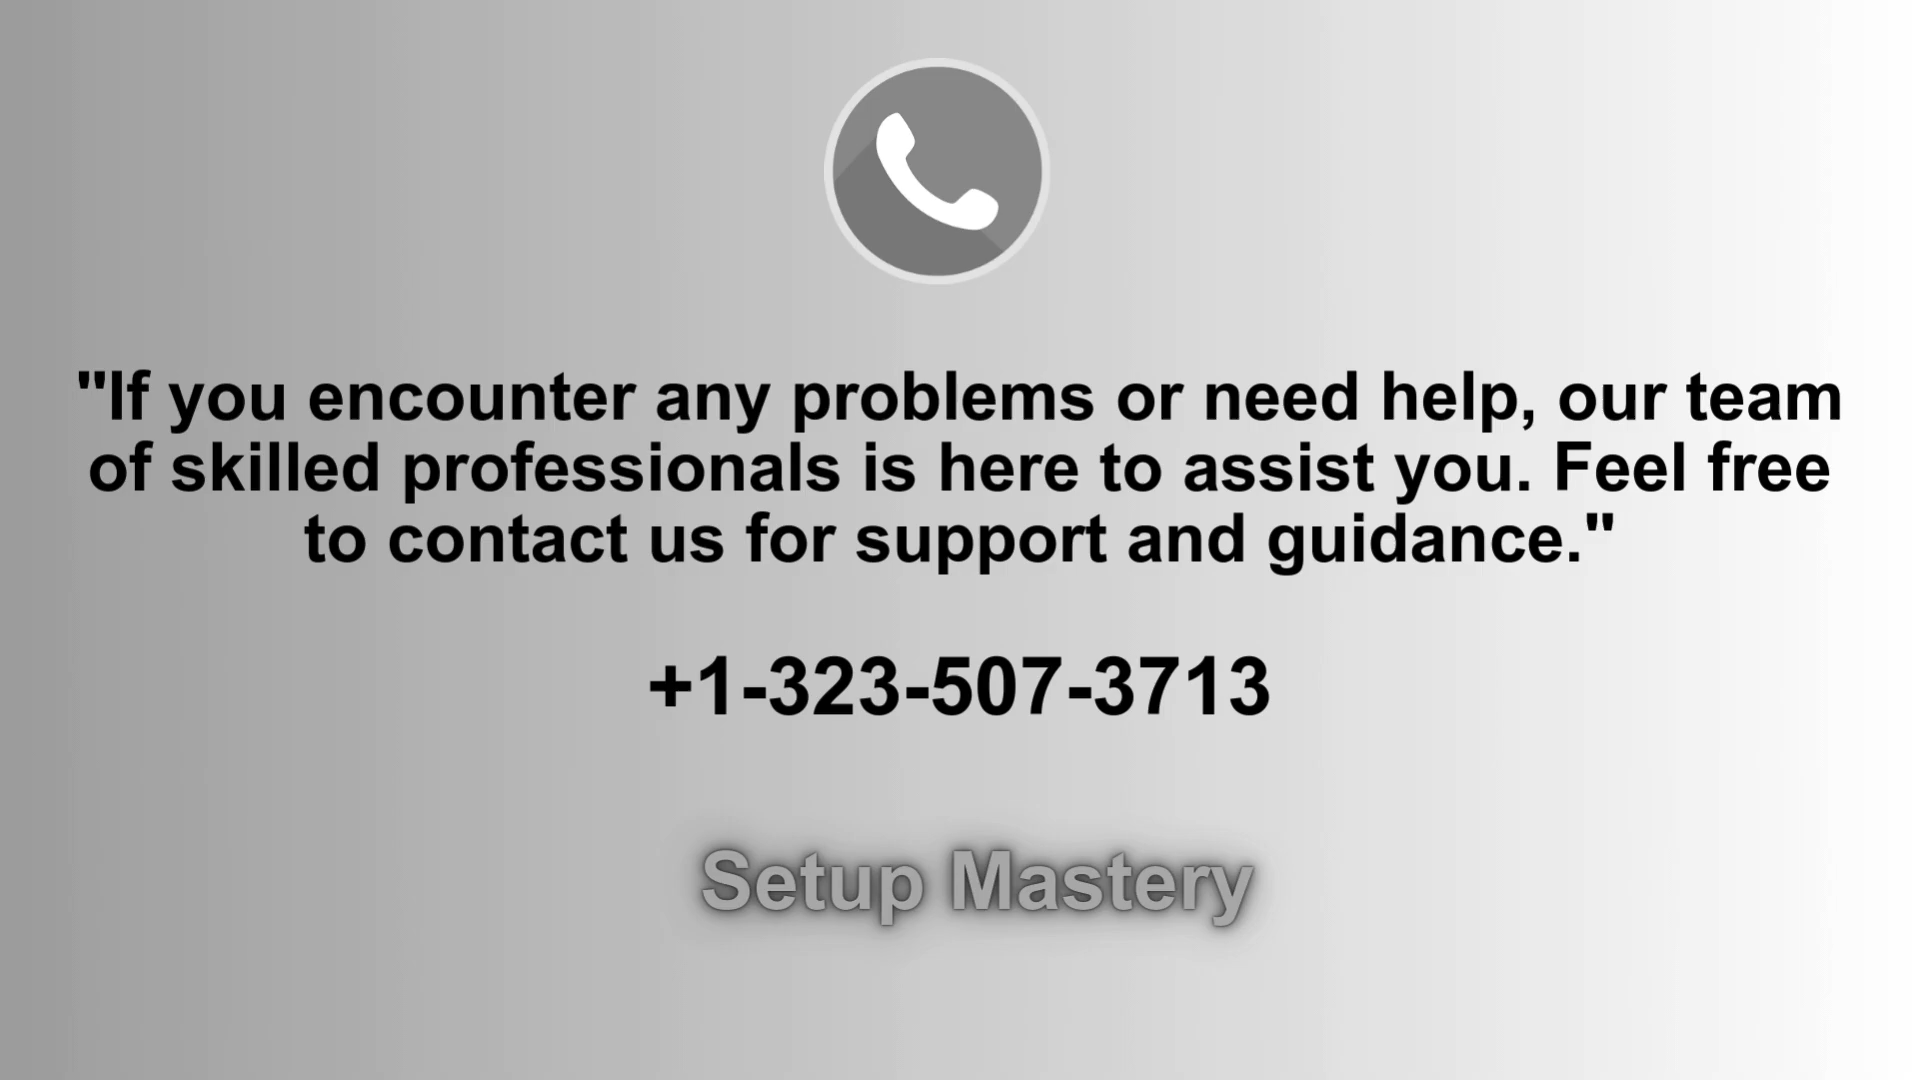 "If you encounter any problems or need help, our team
of skilled professionals is here to assist you. Feel free
to contact us for support and guidance."
+1-323-507-3713
Setup Mastery